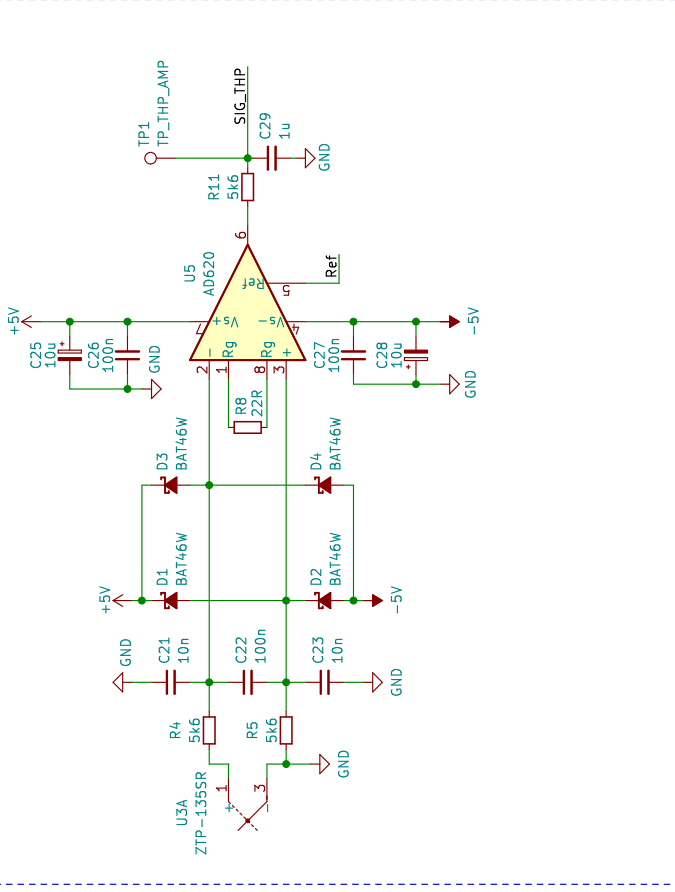 TP1
TP_THP_AMP
SIG_THP
C29
1u
GND
R11
5k6
6
U5
AD620
Ref
5
Ref
+5V
7
Vs+
Vs-
4
-5V
C25
10u
+
C26
100n
GND
-
Rg
Rg
+
2
1
8
3
C27
100n
C28
10u
+
GND
R8
22R
D3
BAT46W
D4
BAT46W
+5V
D1
BAT46W
D2
BAT46W
-5V
GND
C21
10n
C22
100n
C23
10n
GND
R4
5k6
R5
5k6
GND
U3A
ZTP-135SR
1
+
3
-